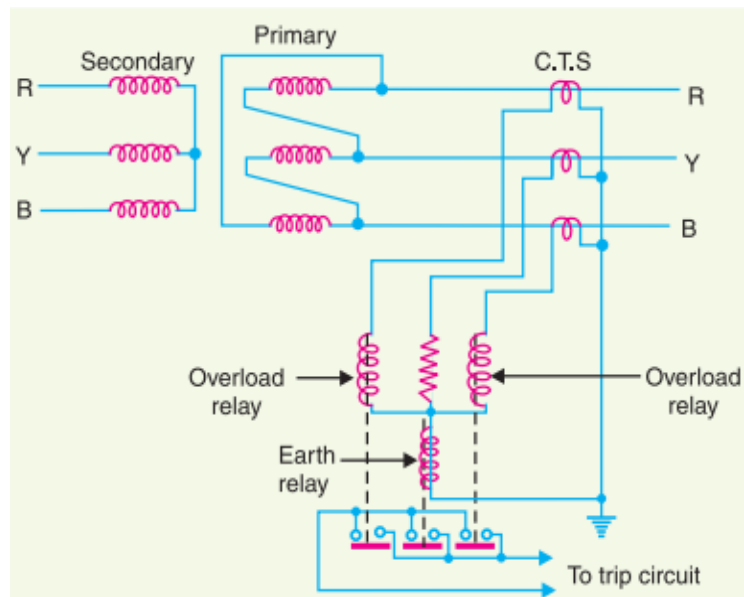 Primary
Secondary
C.T.S
R
R
Y
Y
B
B
Overload
relay
Overload
relay
Earth
relay
To trip circuit